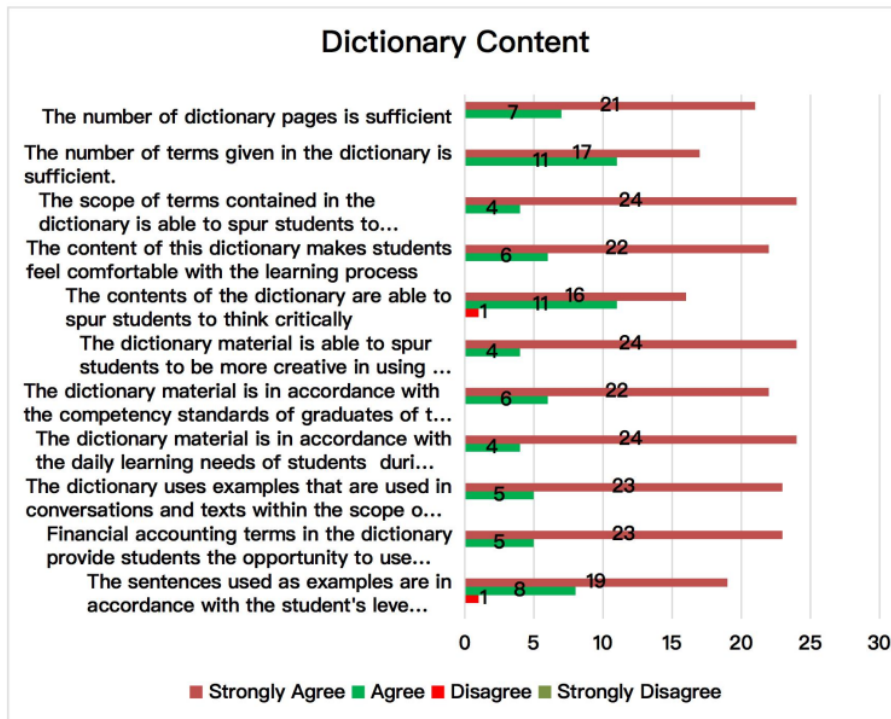 Dictionary Content
The number of dictionary pages is sufficient
21
7
The number of terms given in the dictionary is
sufficient.
17
11
The scope of terms contained in the
dictionary is able to spur students to...
24
4
The content of this dictionary makes students
feel comfortable with the learning process
22
6
The contents of the dictionary are able to
spur students to think critically
16
11
1
The dictionary material is able to spur
students to be more creative in using ...
24
4
The dictionary material is in accordance with
the competency standards of graduates of t...
22
6
The dictionary material is in accordance with
the daily learning needs of students duri...
24
4
The dictionary uses examples that are used in
conversations and texts within the scope o...
23
5
Financial accounting terms in the dictionary
provide students the opportunity to use...
23
5
The sentences used as examples are in
accordance with the student's leve...
19
8
1
0 5 10 15 20 25 30
Strongly Agree Agree Disagree Strongly Disagree